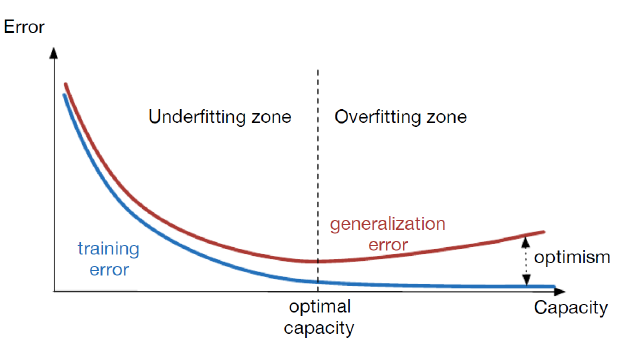 Error
Underfitting zone
Overfitting zone
generalization
error
training
error
optimism
optimal
capacity
Capacity